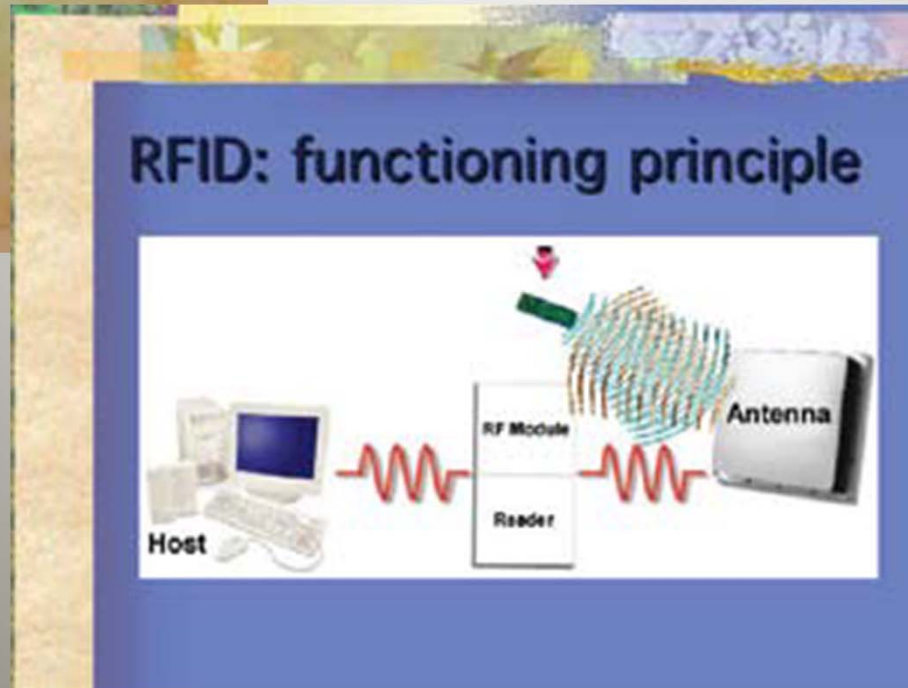 RFID: functioning principle
RF Module
Antenna
Reader
Host